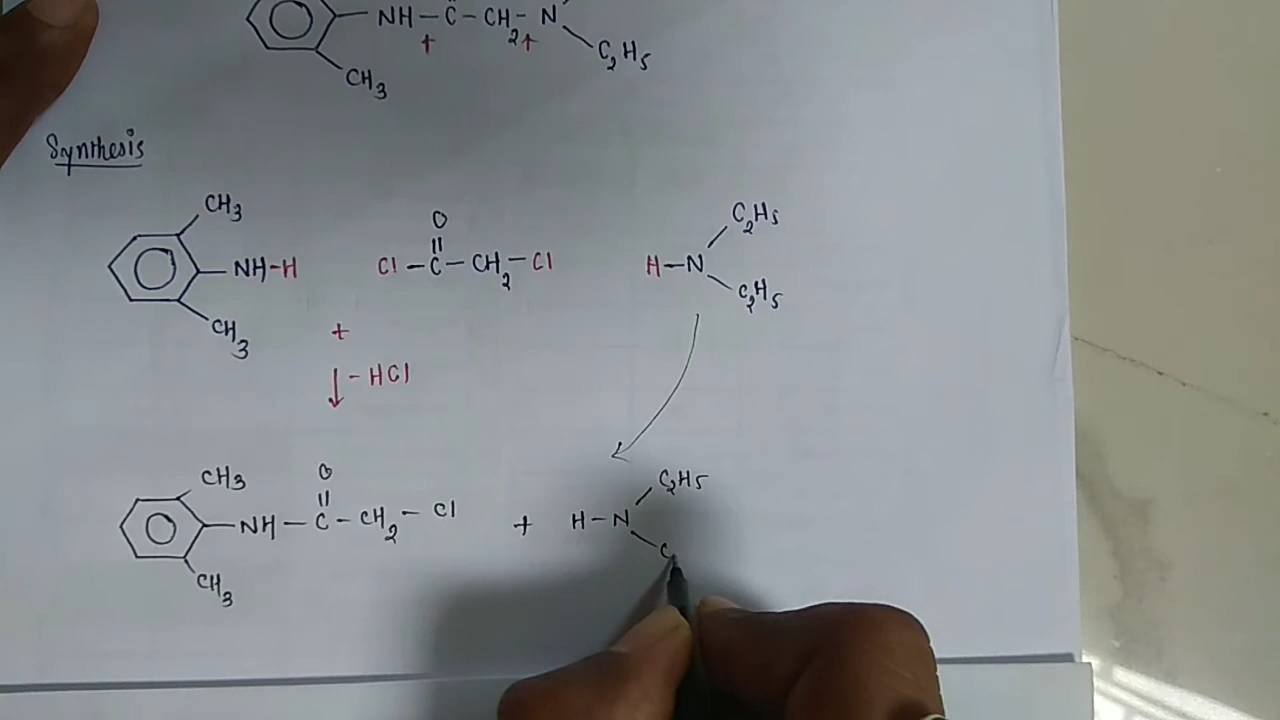 NH - C - CH2 - N
+ +
C2H5
CH3
Synthesis
CH3
O
C2H5
NH-H Cl - C - CH2 - Cl H-N
C2H5
CH3
+
- HCl
CH3
O
C2H5
NH - C - CH2 - Cl + H-N
C
CH3